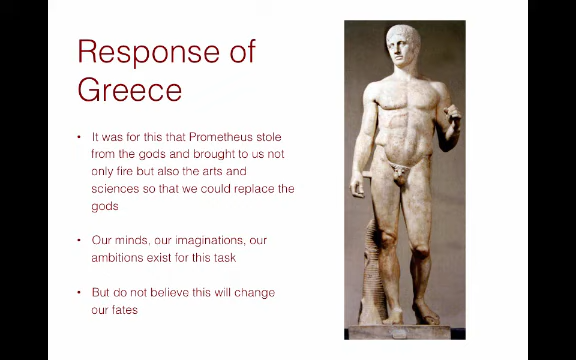 Response of
Greece
• It was for this that Prometheus stole
from the gods and brought to us not
only fire but also the arts and
sciences so that we could replace the
gods
• Our minds, our imaginations, our
ambitions exist for this task
• But do not believe this will change
our fates